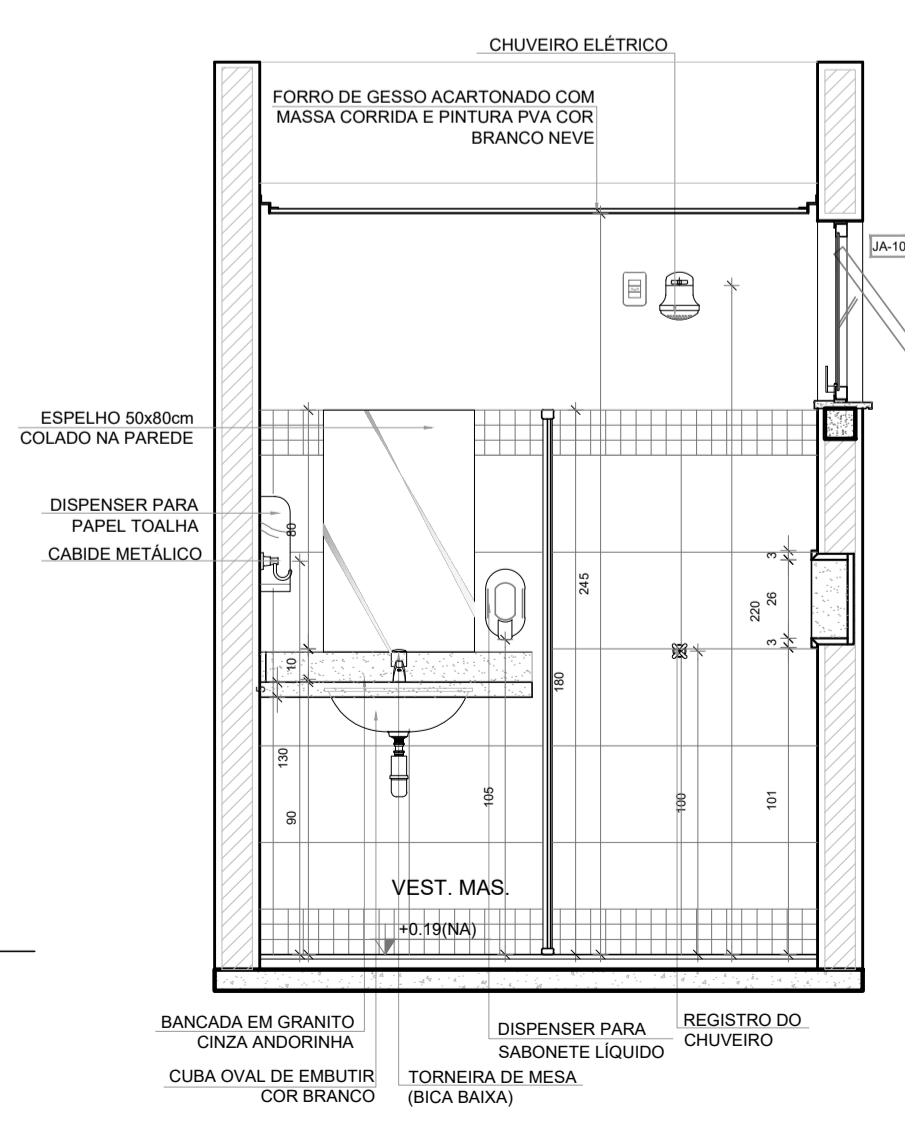 CHUVEIRO ELÉTRICO
FORRO DE GESSO ACARTONADO COM
MASSA CORRIDA E PINTURA PVA COR
BRANCO NEVE
JA-10
ESPELHO 50x80cm
COLADO NA PAREDE
DISPENSER PARA
PAPEL TOALHA
CABIDE METÁLICO
80
10
5
130
90
105
180
245
100
220
3
26
3
101
VEST. MAS.
+0.19(NA)
BANCADA EM GRANITO
CINZA ANDORINHA
CUBA OVAL DE EMBUTIR
COR BRANCO
TORNEIRA DE MESA
(BICA BAIXA)
DISPENSER PARA
SABONETE LÍQUIDO
REGISTRO DO
CHUVEIRO